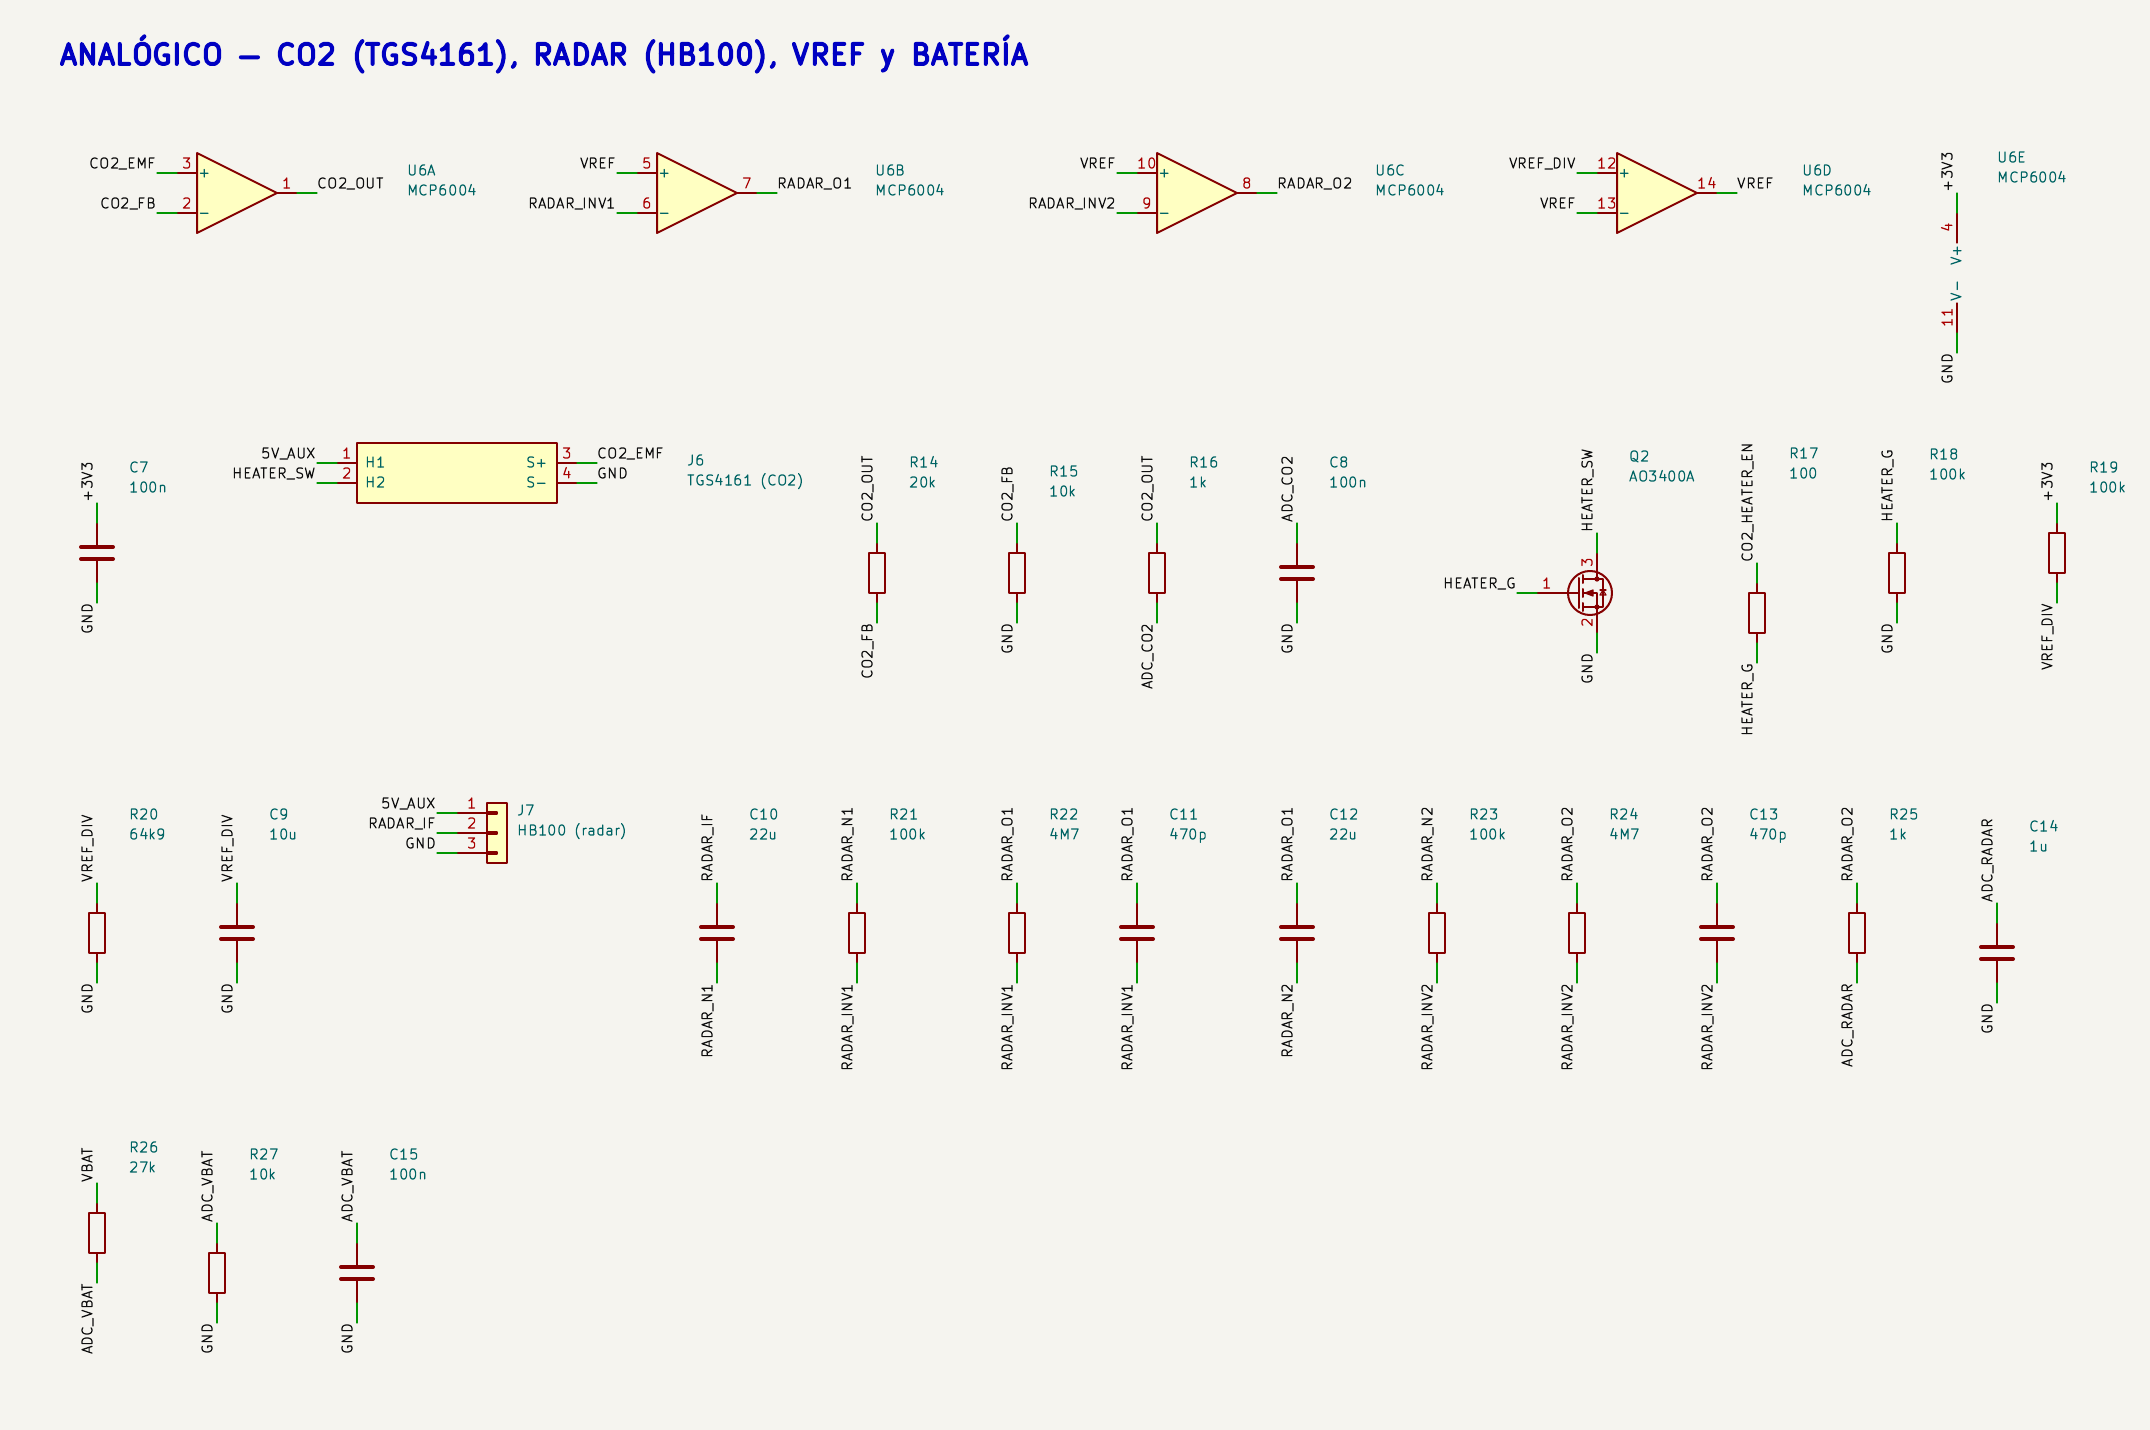 ANALÓGICO — CO2 (TGS4161), RADAR (HB100), VREF y BATERÍA
CO2_EMF 3 +
CO2_FB 2 −
1 CO2_OUT
U6A
MCP6004
VREF 5 +
RADAR_INV1 6 −
7 RADAR_O1
U6B
MCP6004
VREF 10 +
RADAR_INV2 9 −
8 RADAR_O2
U6C
MCP6004
VREF_DIV 12 +
VREF 13 −
14 VREF
U6D
MCP6004
+3V3
4
V+
V−
11
GND
U6E
MCP6004
+3V3
GND
C7
100n
5V_AUX 1 H1
HEATER_SW 2 H2
S+ 3 CO2_EMF
S− 4 GND
J6
TGS4161 (CO2)
CO2_OUT
CO2_FB
R14
20k
CO2_FB
GND
R15
10k
CO2_OUT
ADC_CO2
R16
1k
ADC_CO2
GND
C8
100n
HEATER_SW
3
HEATER_G 1
2
GND
Q2
AO3400A
CO2_HEATER_EN
HEATER_G
R17
100
HEATER_G
GND
R18
100k
+3V3
VREF_DIV
R19
100k
VREF_DIV
GND
R20
64k9
VREF_DIV
GND
C9
10u
5V_AUX 1
RADAR_IF 2
GND 3
J7
HB100 (radar)
RADAR_IF
RADAR_N1
C10
22u
RADAR_N1
RADAR_INV1
R21
100k
RADAR_O1
RADAR_INV1
R22
4M7
RADAR_O1
RADAR_INV1
C11
470p
RADAR_O1
RADAR_N2
C12
22u
RADAR_N2
RADAR_INV2
R23
100k
RADAR_O2
RADAR_INV2
R24
4M7
RADAR_O2
RADAR_INV2
C13
470p
RADAR_O2
ADC_RADAR
R25
1k
ADC_RADAR
GND
C14
1u
VBAT
ADC_VBAT
R26
27k
ADC_VBAT
GND
R27
10k
ADC_VBAT
GND
C15
100n